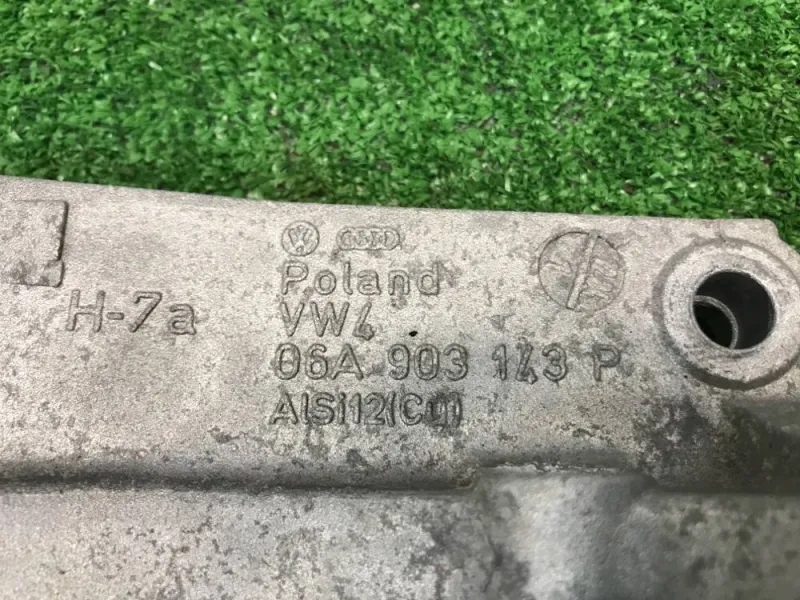 Poland
H-7a
VW4
06A 903 143 P
AlSi12(Cu)